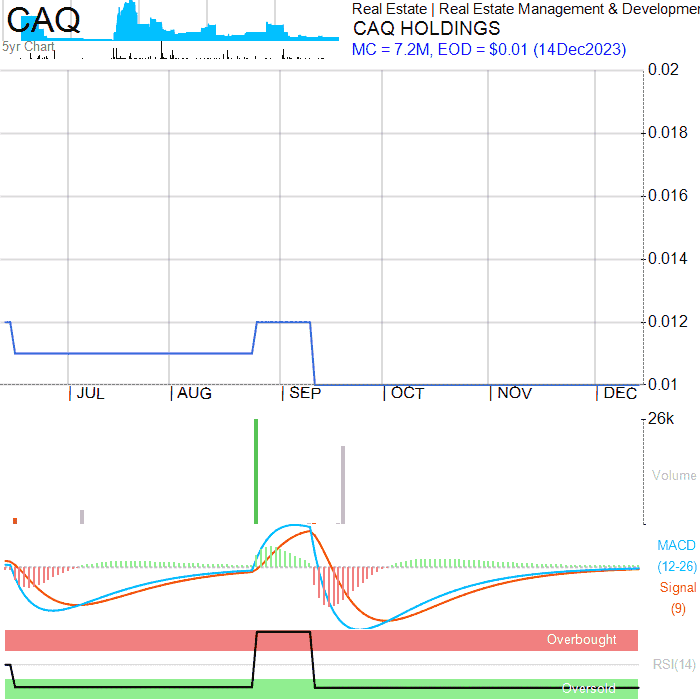 CAQ
5yr Chart
Real Estate | Real Estate Management & Developmen
CAQ HOLDINGS
MC = 7.2M, EOD = $0.01 (14Dec2023)
0.02
0.018
0.016
0.014
0.012
0.01
JUL AUG SEP OCT NOV DEC
26k
Volume
MACD
(12-26)
Signal
(9)
Overbought
RSI(14)
Oversold